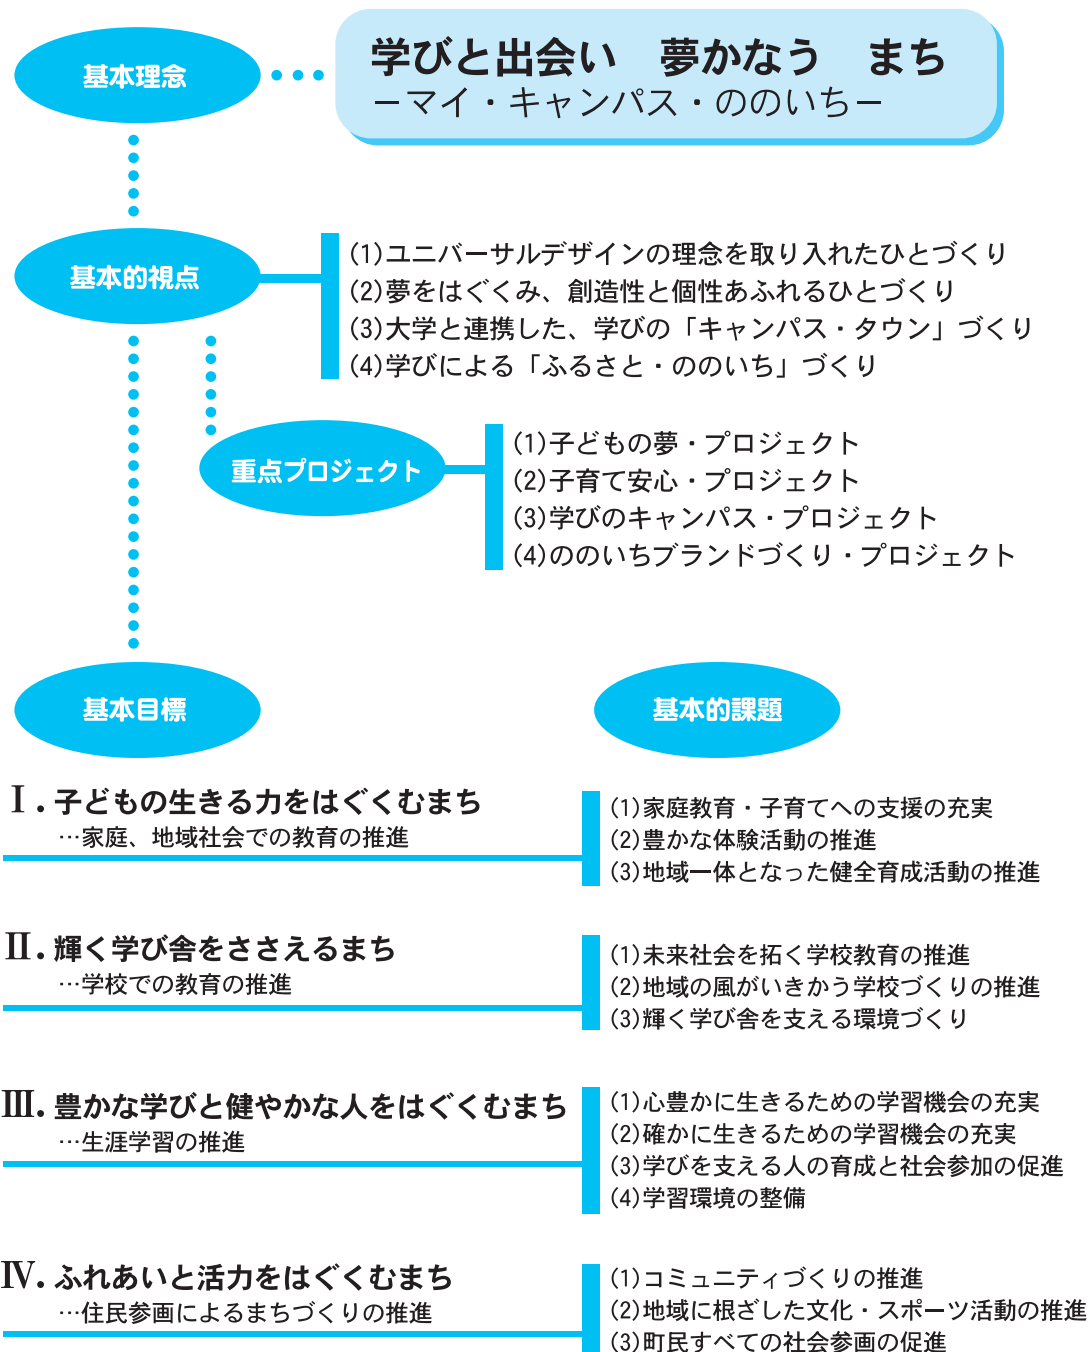 基本理念
学びと出会い　夢かなう　まち
－マイ・キャンパス・ののいち－
基本的視点
(1)ユニバーサルデザインの理念を取り入れたひとづくり
(2)夢をはぐくみ、創造性と個性あふれるひとづくり
(3)大学と連携した、学びの「キャンパス・タウン」づくり
(4)学びによる「ふるさと・ののいち」づくり
重点プロジェクト
(1)子どもの夢・プロジェクト
(2)子育て安心・プロジェクト
(3)学びのキャンパス・プロジェクト
(4)ののいちブランドづくり・プロジェクト
基本目標
基本的課題
Ⅰ. 子どもの生きる力をはぐくむまち
…家庭、地域社会での教育の推進
(1)家庭教育・子育てへの支援の充実
(2)豊かな体験活動の推進
(3)地域一体となった健全育成活動の推進
Ⅱ. 輝く学び舎をささえるまち
…学校での教育の推進
(1)未来社会を拓く学校教育の推進
(2)地域の風がいきかう学校づくりの推進
(3)輝く学び舎を支える環境づくり
Ⅲ. 豊かな学びと健やかな人をはぐくむまち
…生涯学習の推進
(1)心豊かに生きるための学習機会の充実
(2)確かに生きるための学習機会の充実
(3)学びを支える人の育成と社会参加の促進
(4)学習環境の整備
Ⅳ. ふれあいと活力をはぐくむまち
…住民参画によるまちづくりの推進
(1)コミュニティづくりの推進
(2)地域に根ざした文化・スポーツ活動の推進
(3)町民すべての社会参画の促進